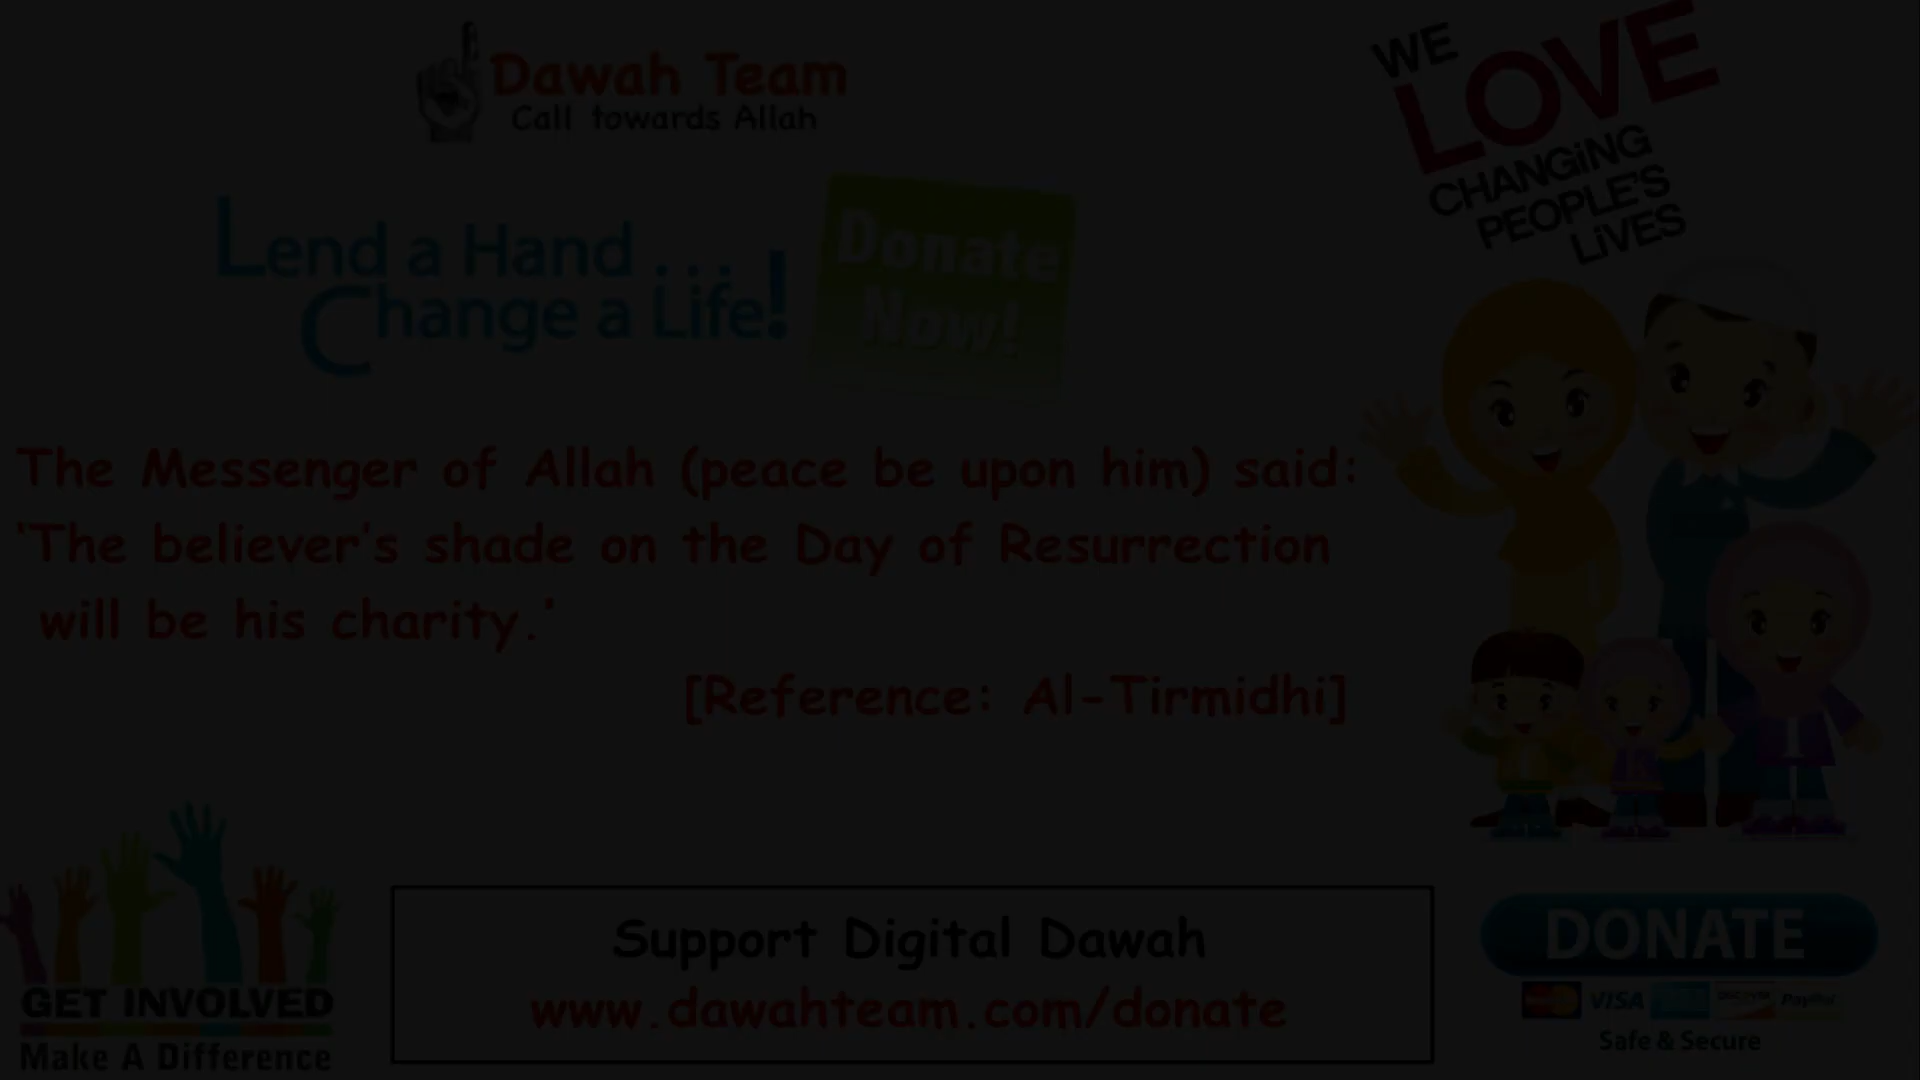 Dawah Team
Call towards Allah
WE
LOVE
CHANGiNG
PEOPLE'S
LiVES
Lend a Hand
Change a Life!
Donate
Now!
The Messenger of Allah (peace be upon him) said:
‘The believer’s shade on the Day of Resurrection
will be his charity.’
[Reference: Al-Tirmidhi]
GET INVOLVED
Make A Difference
Support Digital Dawah
www.dawahteam.com/donate
DONATE
VISA DISCOVER PayPal
Safe & Secure